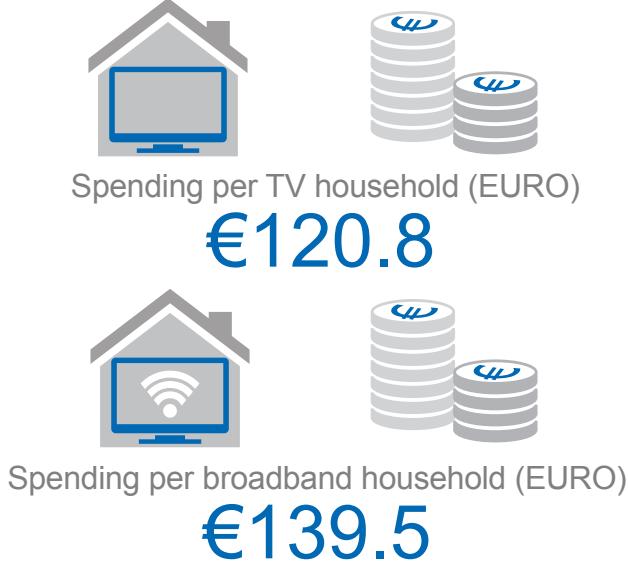 Spending per TV household (EURO)
€120.8
Spending per broadband household (EURO)
€139.5